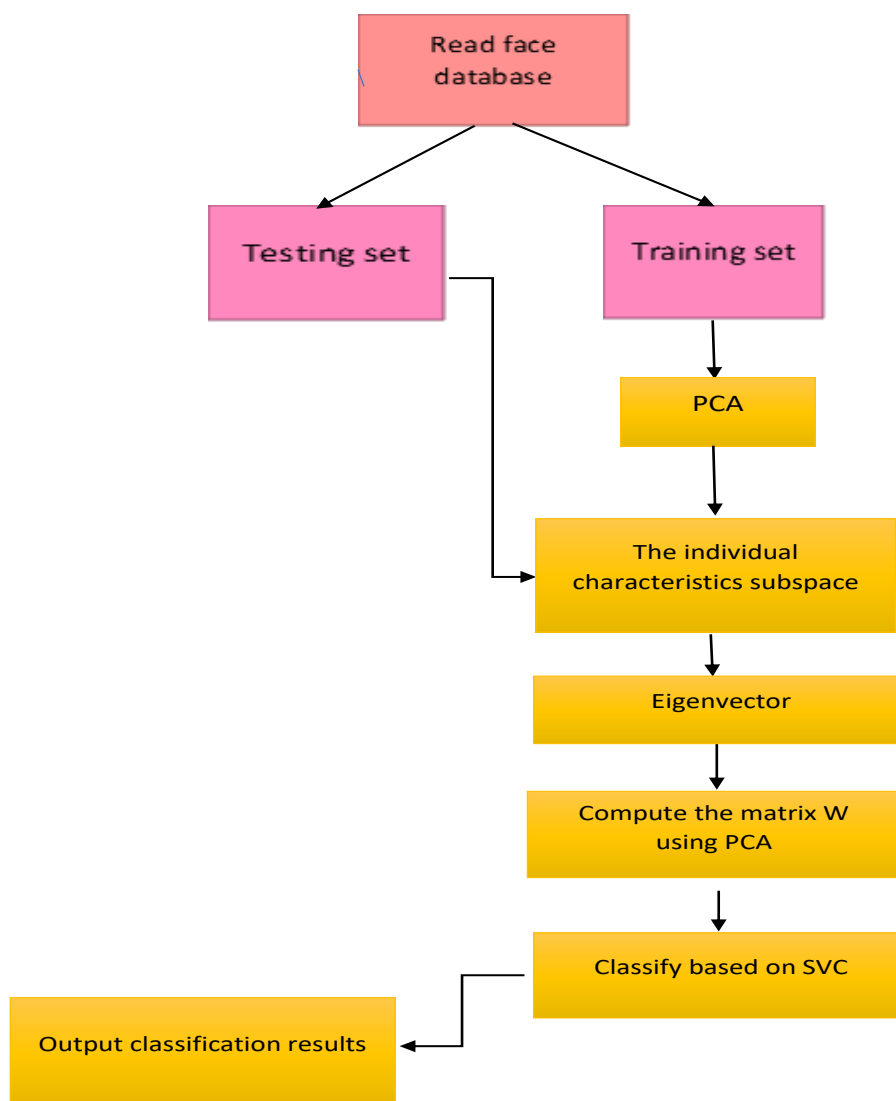 Read face
database
Testing set
Training set
PCA
The individual
characteristics subspace
Eigenvector
Compute the matrix W
using PCA
Classify based on SVC
Output classification results